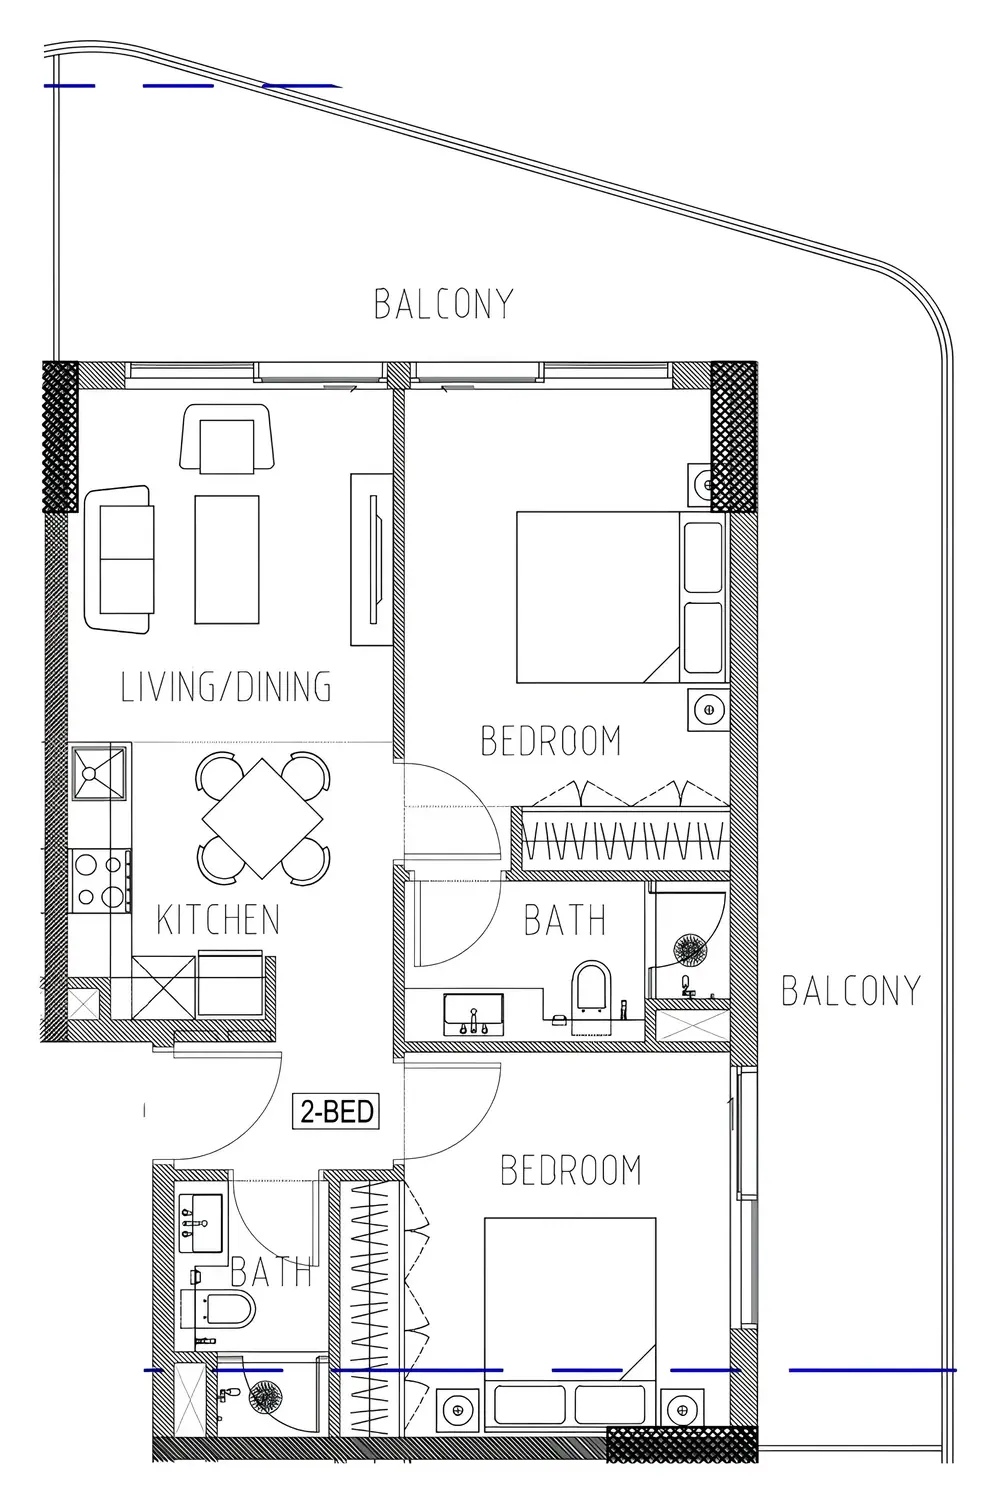 BALCONY
LIVING/DINING
BEDROOM
KITCHEN
BATH
BALCONY
2-BED
BEDROOM
BATH